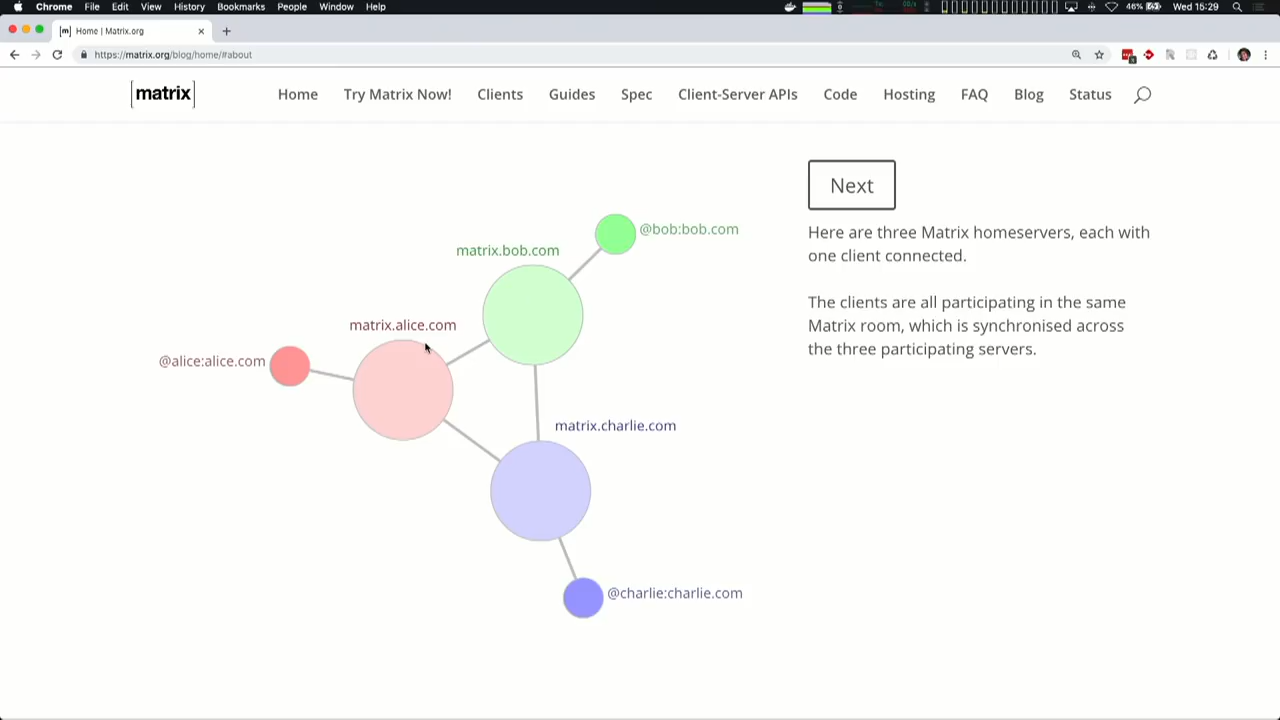 Chrome File Edit View History Bookmarks People Window Help
46% Wed 15:29
[m] Home | Matrix.org
https://matrix.org/blog/home/#about
[matrix]
Home Try Matrix Now! Clients Guides Spec Client-Server APIs Code Hosting FAQ Blog Status
Next
@bob:bob.com
Here are three Matrix homeservers, each with
one client connected.
matrix.bob.com
The clients are all participating in the same
Matrix room, which is synchronised across
the three participating servers.
matrix.alice.com
@alice:alice.com
matrix.charlie.com
@charlie:charlie.com